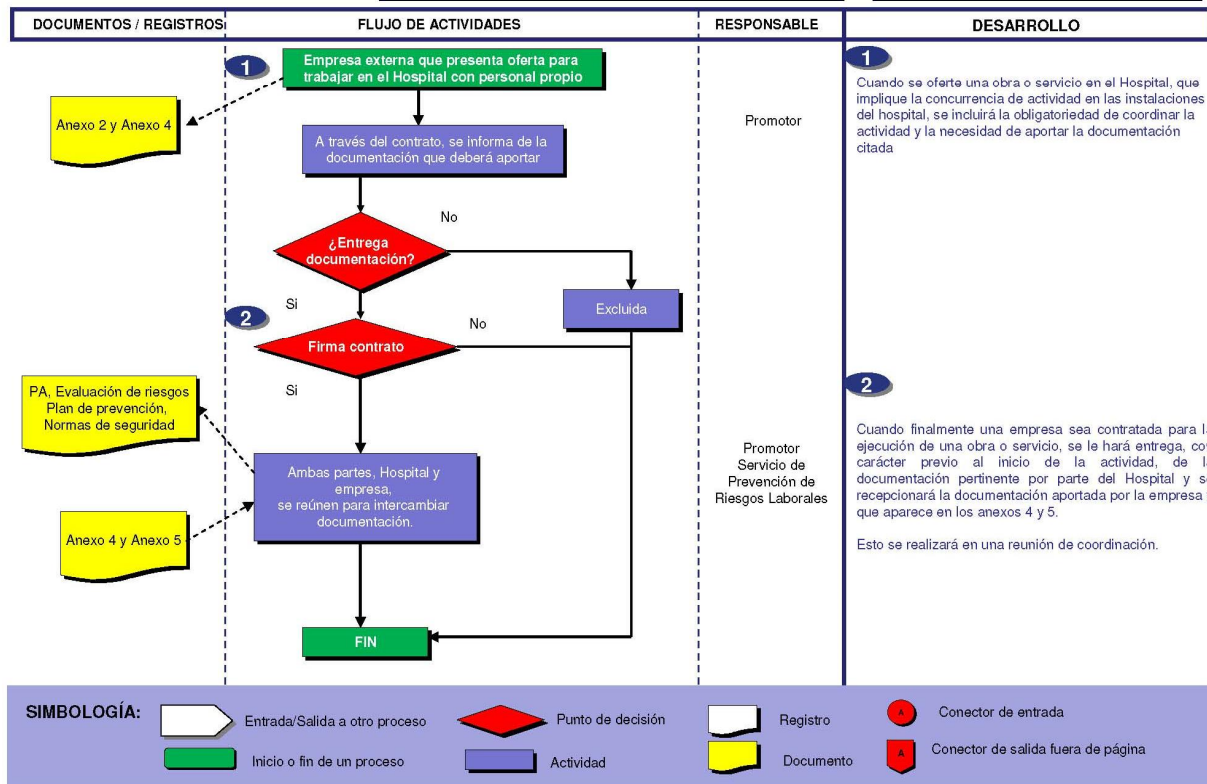 DOCUMENTOS / REGISTROS
FLUJO DE ACTIVIDADES
RESPONSABLE
DESARROLLO
1
Empresa externa que presenta oferta para
trabajar en el Hospital con personal propio
Anexo 2 y Anexo 4
A través del contrato, se informa de la
documentación que deberá aportar
Promotor
1
Cuando se oferte una obra o servicio en el Hospital, que
implique la concurrencia de actividad en las instalaciones
del hospital, se incluirá la obligatoriedad de coordinar la
actividad y la necesidad de aportar la documentación
citada
¿Entrega
documentación?
No
Si
Excluida
2
Firma contrato
No
Si
PA, Evaluación de riesgos
Plan de prevención,
Normas de seguridad
Ambas partes, Hospital y
empresa,
se reúnen para intercambiar
documentación.
Anexo 4 y Anexo 5
Promotor
Servicio de
Prevención de
Riesgos Laborales
2
Cuando finalmente una empresa sea contratada para
ejecución de una obra o servicio, se le hará entrega,
carácter previo al inicio de la actividad, de
documentación pertinente por parte del Hospital y
recepcionará la documentación aportada por la empresa
que aparece en los anexos 4 y 5.
Esto se realizará en una reunión de coordinación.
FIN
SIMBOLOGÍA:
Entrada/Salida a otro proceso
Punto de decisión
Registro
A
Conector de entrada
Inicio o fin de un proceso
Actividad
Documento
A
Conector de salida fuera de página